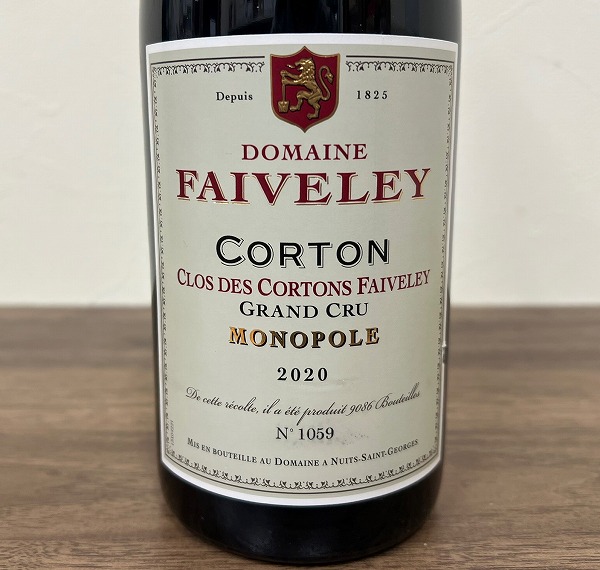 Depuis 1825
DOMAINE
FAIVELEY
CORTON
CLOS DES CORTONS FAIVELEY
GRAND CRU
MONOPOLE
2020
De cette récolte, il a été produit 9086 Bouteilles
N° 1059
MIS EN BOUTEILLE AU DOMAINE A NUITS-SAINT-GEORGES